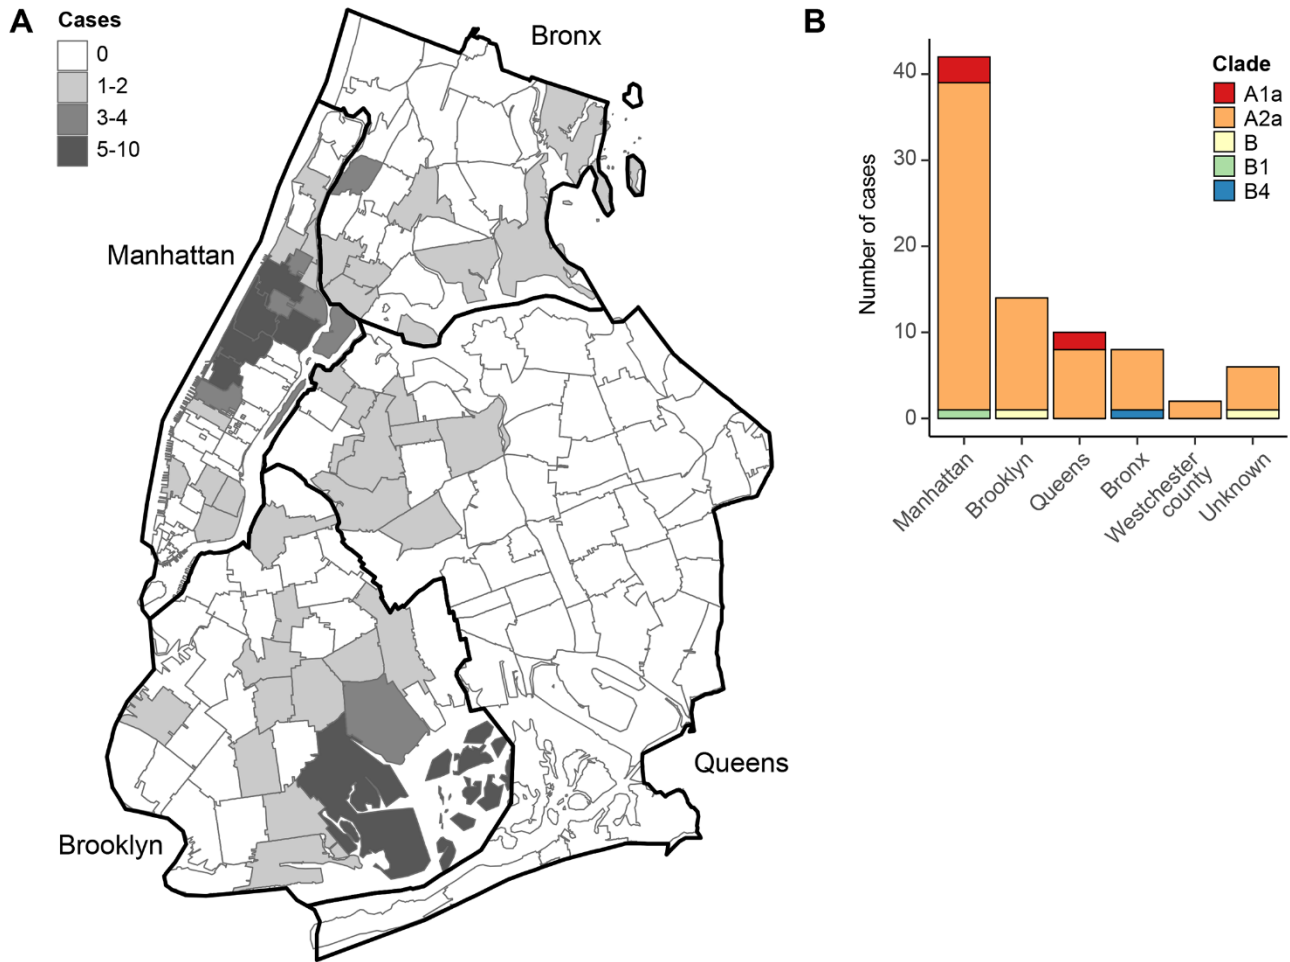 A
Cases
0
1-2
3-4
5-10
Bronx
Manhattan
Queens
Brooklyn
B
Number of cases
40
30
20
10
0
Clade
A1a
A2a
B
B1
B4
Manhattan
Brooklyn
Queens
Bronx
Westchester
county
Unknown